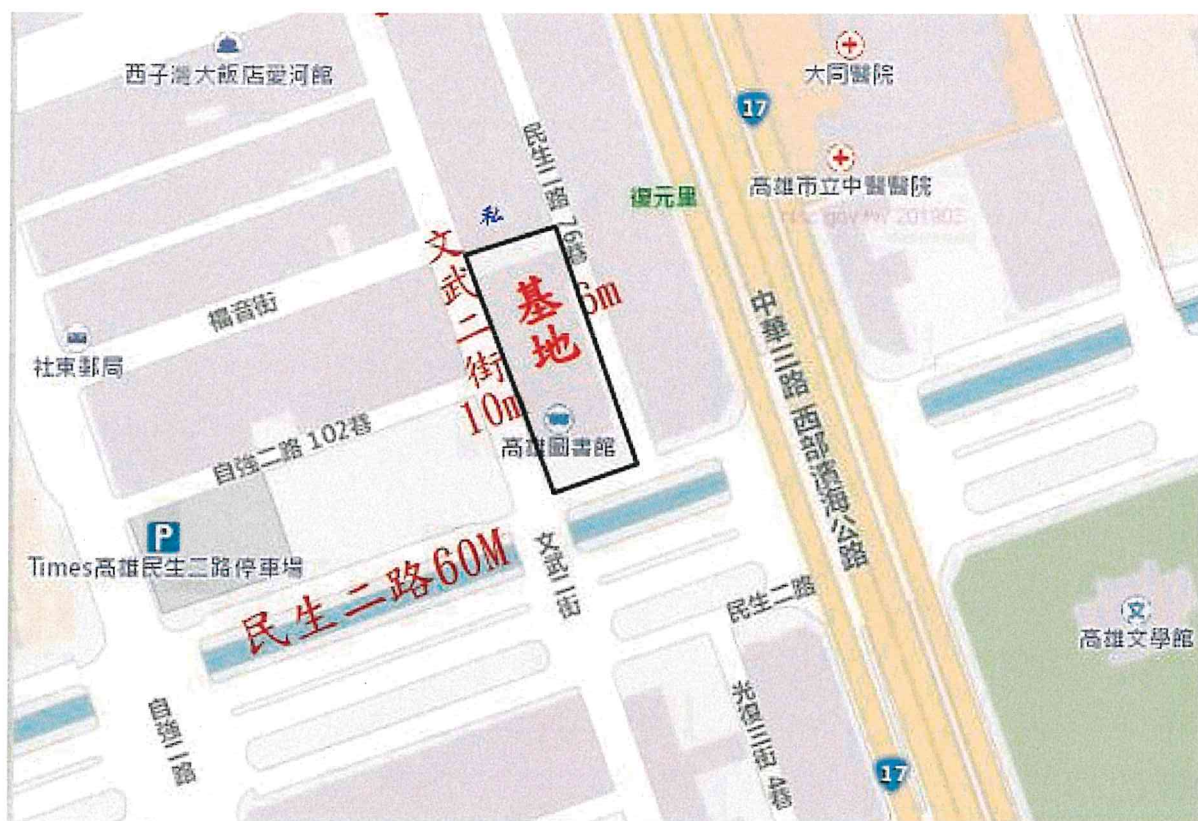 西子灣大飯店愛河館
大同醫院
17
民生二路 76巷
復元里
高雄市立中醫醫院
私
文武二街
10m
基地
6m
福音街
社東郵局
中華三路 西部濱海公路
高雄圖書館
自強二路 102巷
P
Times高雄民生二路停車場
民生二路60M
文武二街
民生二路
文
高雄文學館
自強二路
光復三街 4巷
17